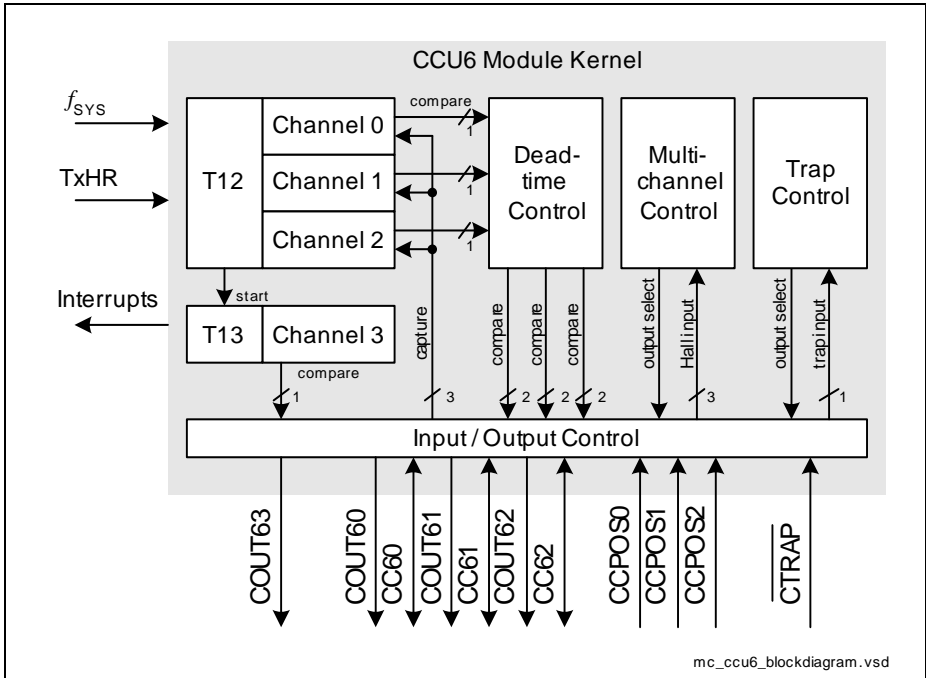 CCU6 Module Kernel
fSYS
TxHR
Interrupts
T12
Channel 0
Channel 1
Channel 2
compare
1
1
1
Dead-
time
Control
Multi-
channel
Control
Trap
Control
start
T13
Channel 3
compare
1
capture
3
compare
2
compare
2
compare
2
output select
Hall input
3
output select
trap input
1
Input / Output Control
COUT63
COUT60
CC60
COUT61
CC61
COUT62
CC62
CCPOS0
CCPOS1
CCPOS2
CTRAP
mc_ccu6_blockdiagram.vsd